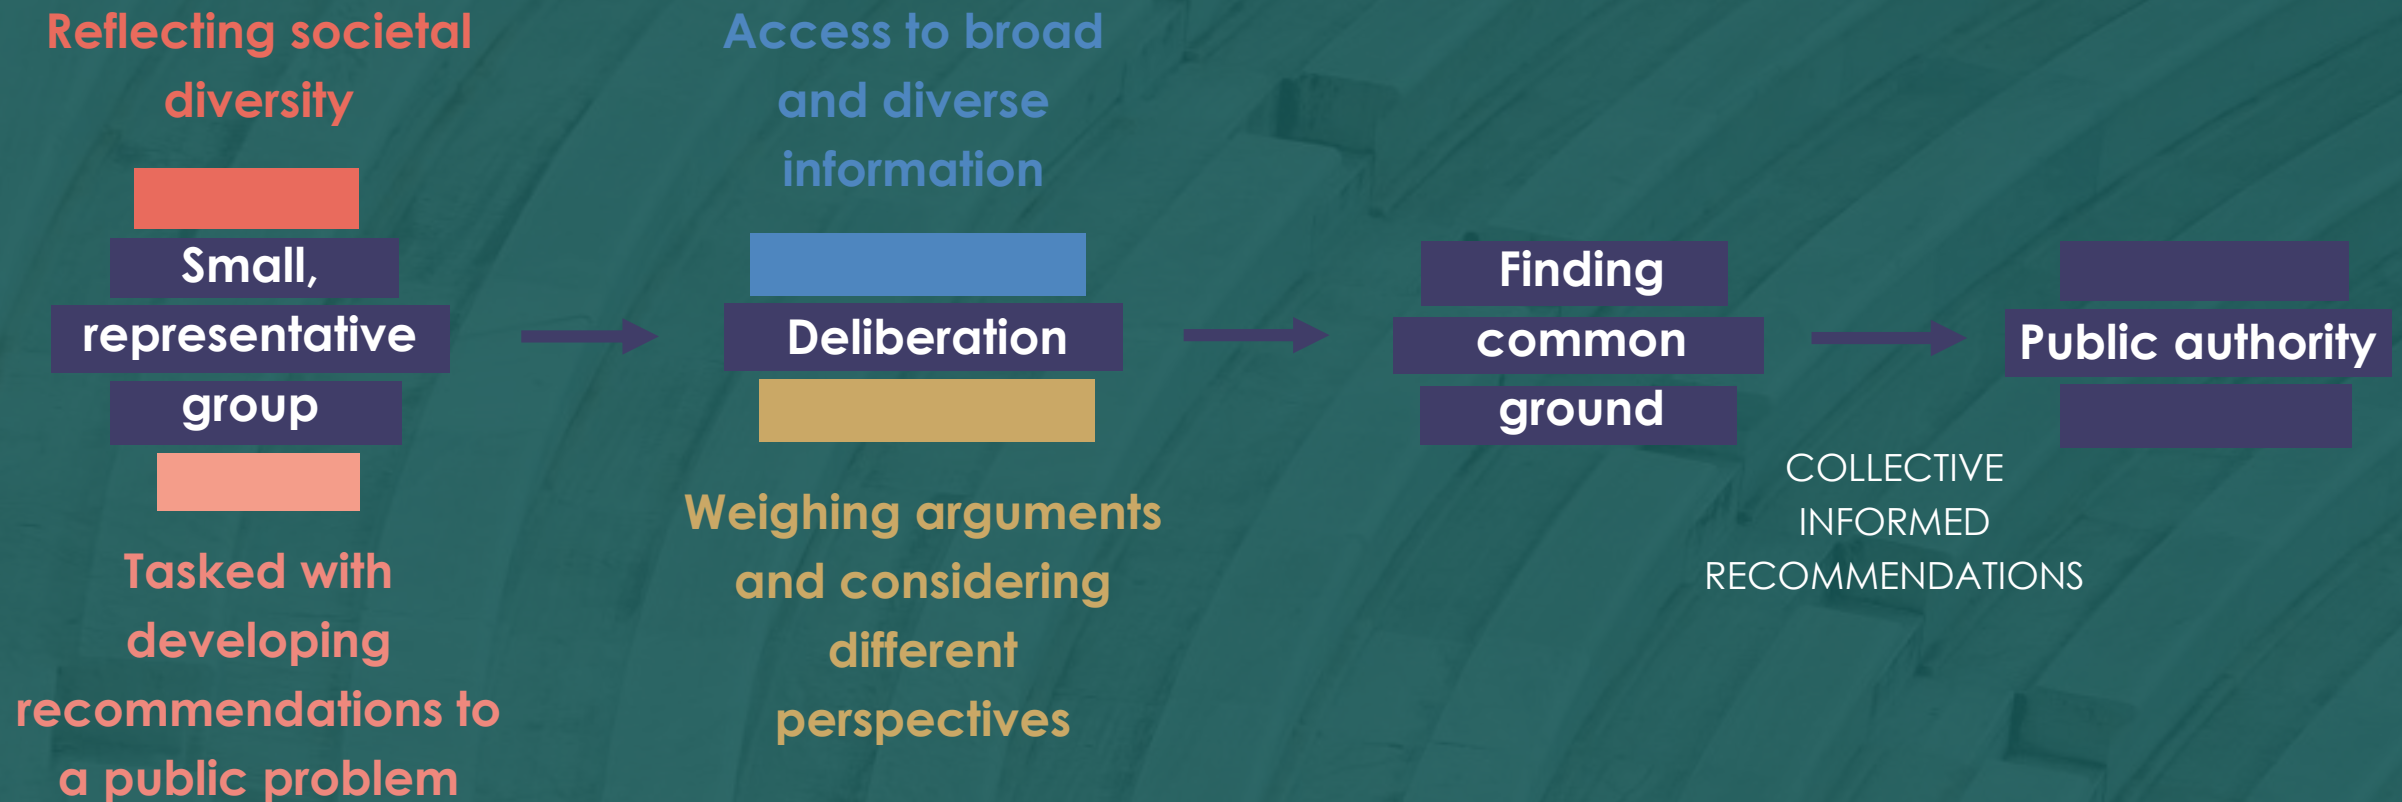 Reflecting societal
diversity
Small,
representative
group
Tasked with
developing
recommendations to
a public problem
Access to broad
and diverse
information
Deliberation
Weighing arguments
and considering
different
perspectives
Finding
common
ground
COLLECTIVE
INFORMED
RECOMMENDATIONS
Public authority